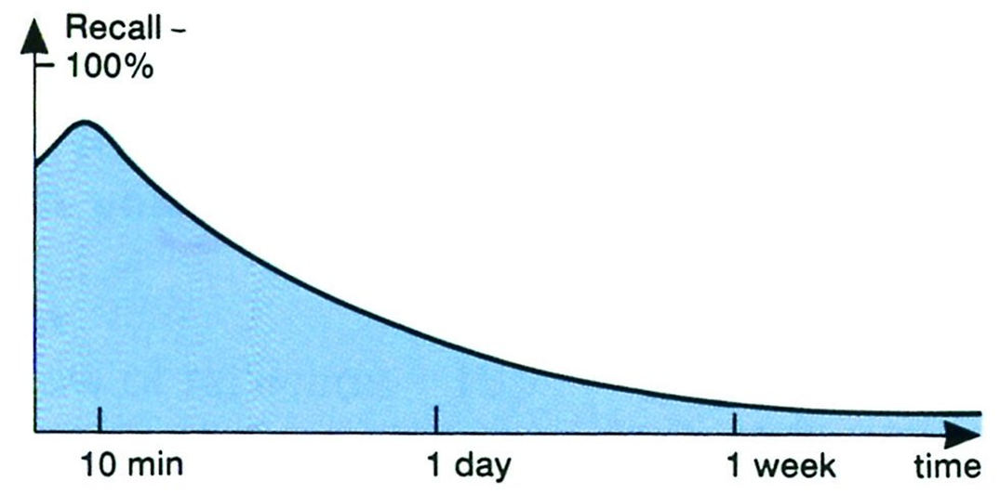 Recall –
100%
10 min
1 day
1 week
time